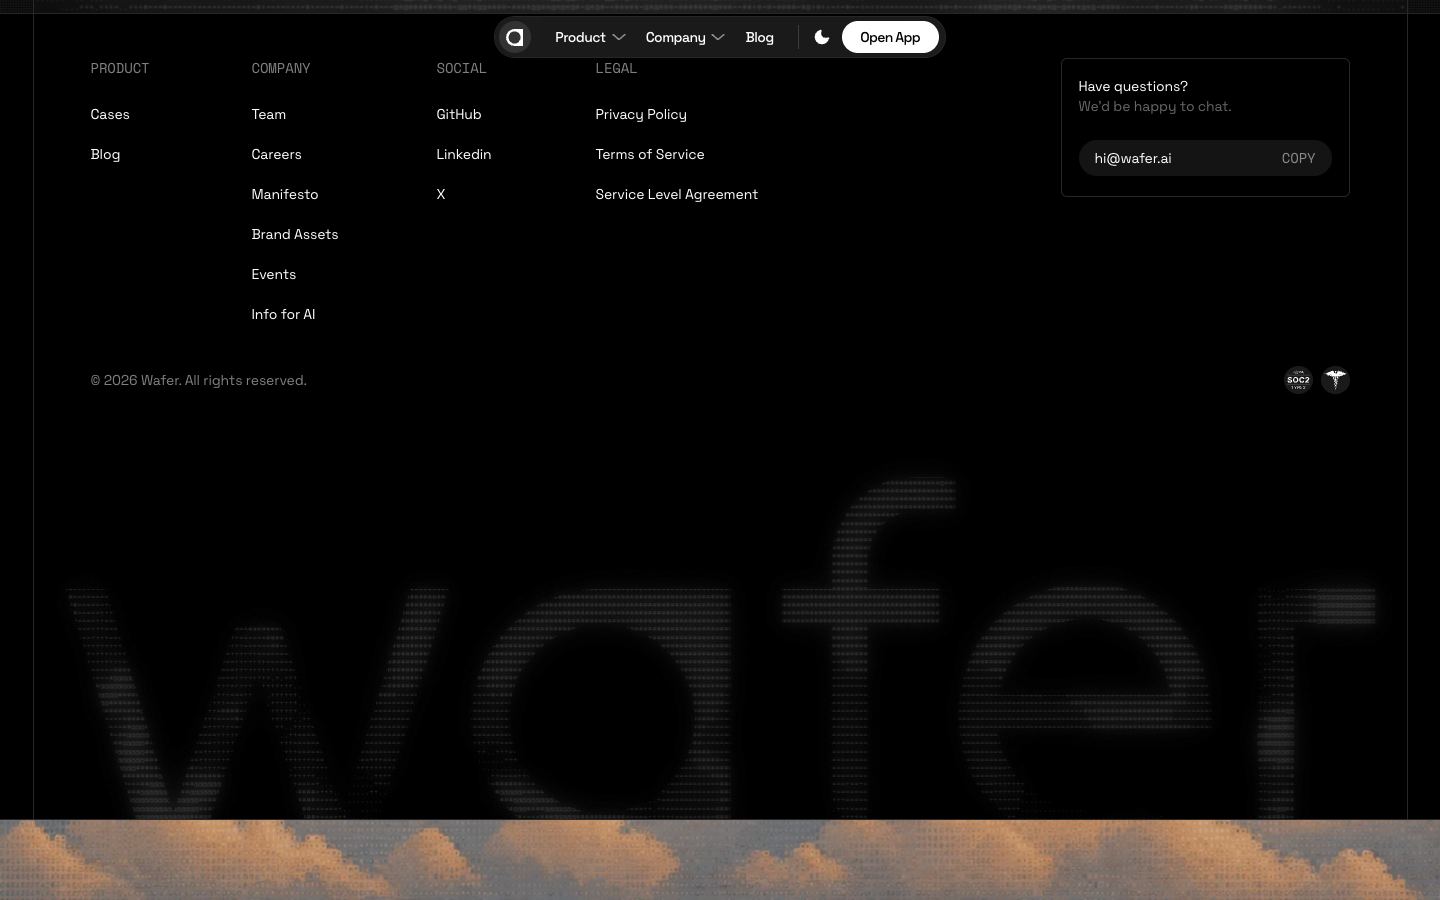 Product
Company
Blog
Open App
PRODUCT
Cases
Blog
COMPANY
Team
Careers
Manifesto
Brand Assets
Events
Info for AI
SOCIAL
GitHub
Linkedin
X
LEGAL
Privacy Policy
Terms of Service
Service Level Agreement
Have questions?
We'd be happy to chat.
hi@wafer.ai COPY
© 2026 Wafer. All rights reserved.
SOC2
wafer